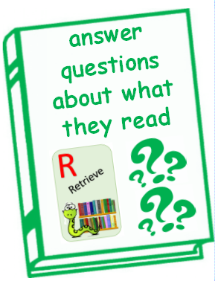 answer
questions
about what
they read
R
Retrieve
???
???